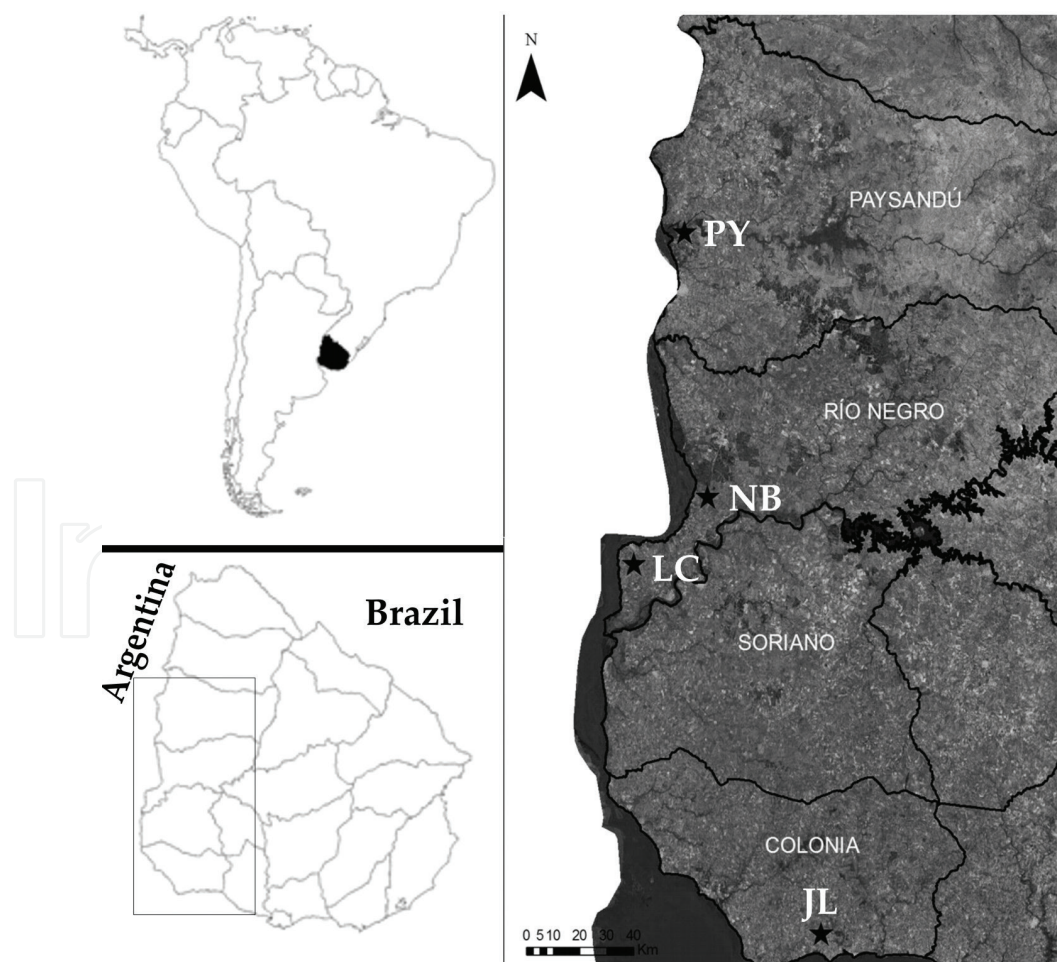 N
PAYSANDÚ
PY
RÍO NEGRO
NB
LC
SORIANO
COLONIA
JL
0 5 10 20 30 40
Km
Argentina
Brazil